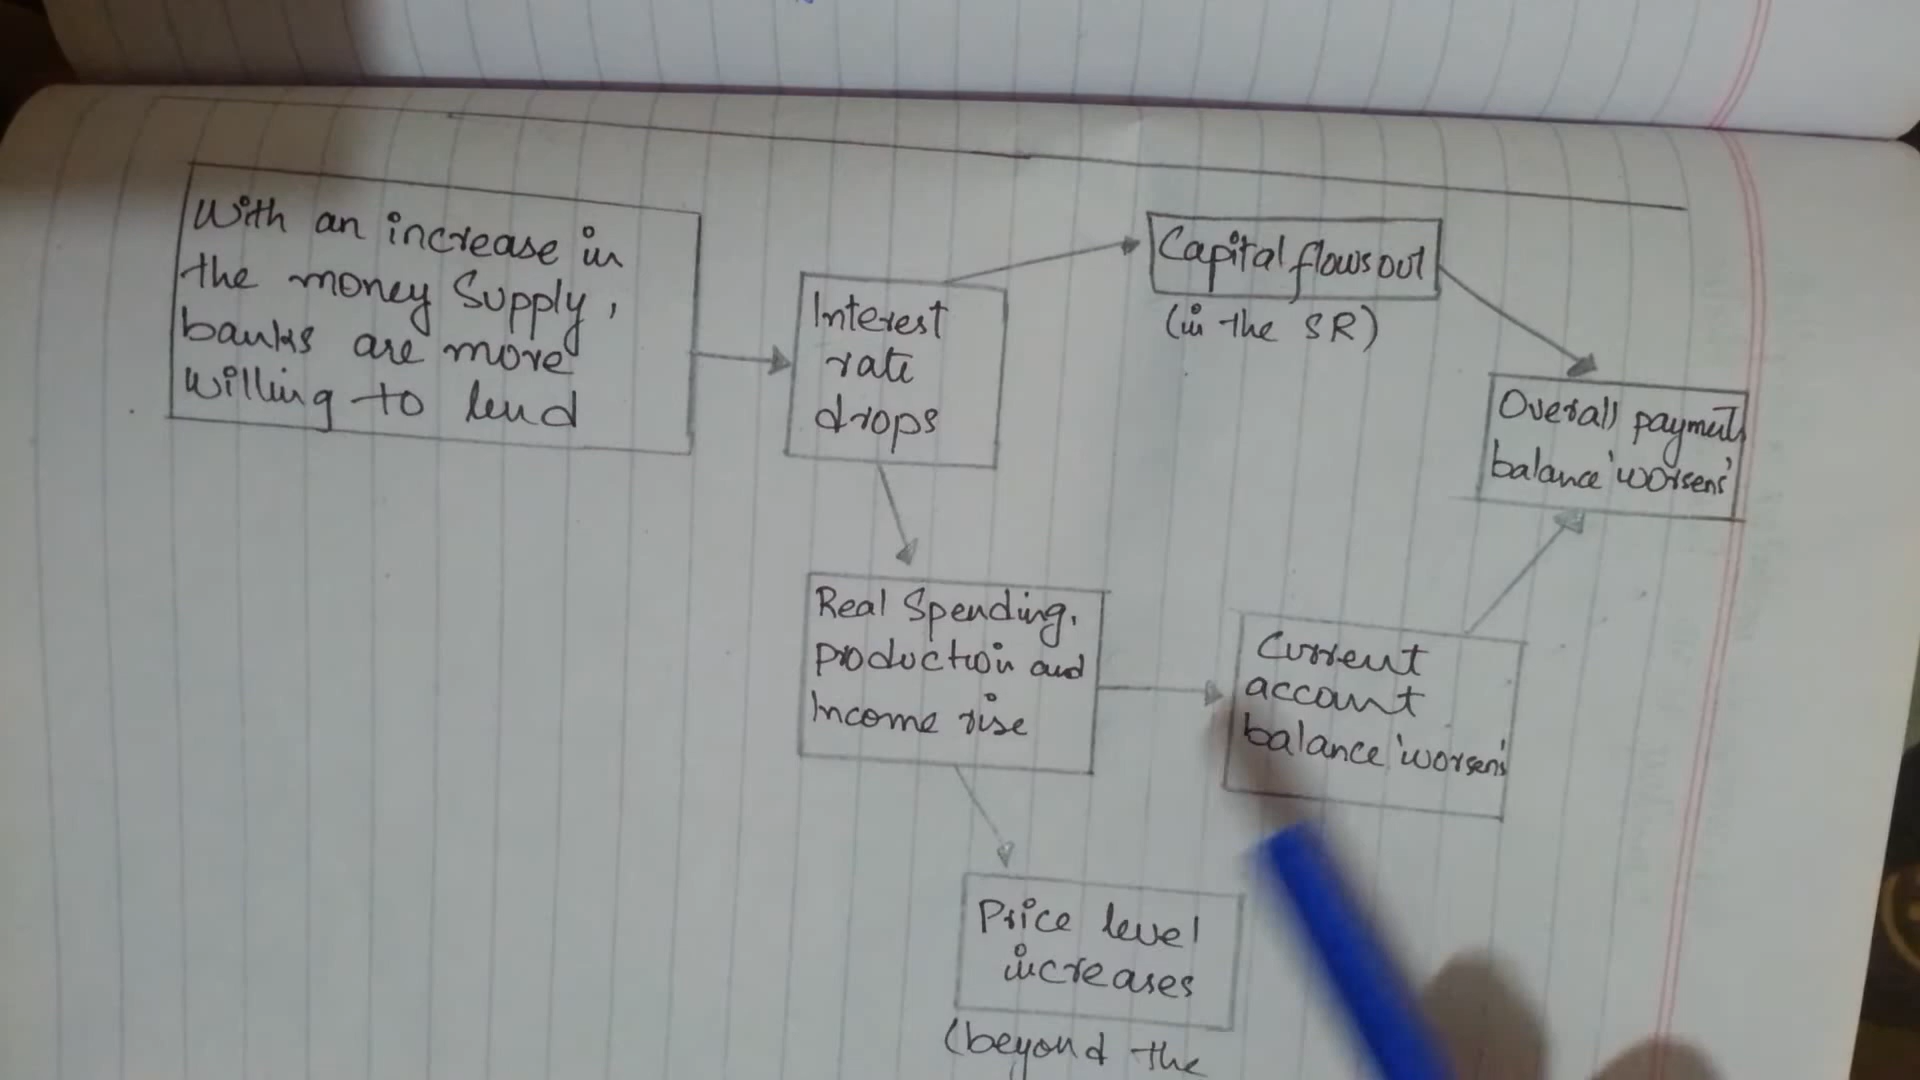 With an increase in
the money Supply,
banks are more
willing to lend
Interest
rate
drops
Capital flows out
(in the SR)
Overall payments
balance 'worsens'
Real Spending,
production and
Income rise
Current
account
balance 'worsens'
Price level
increases
(beyond the